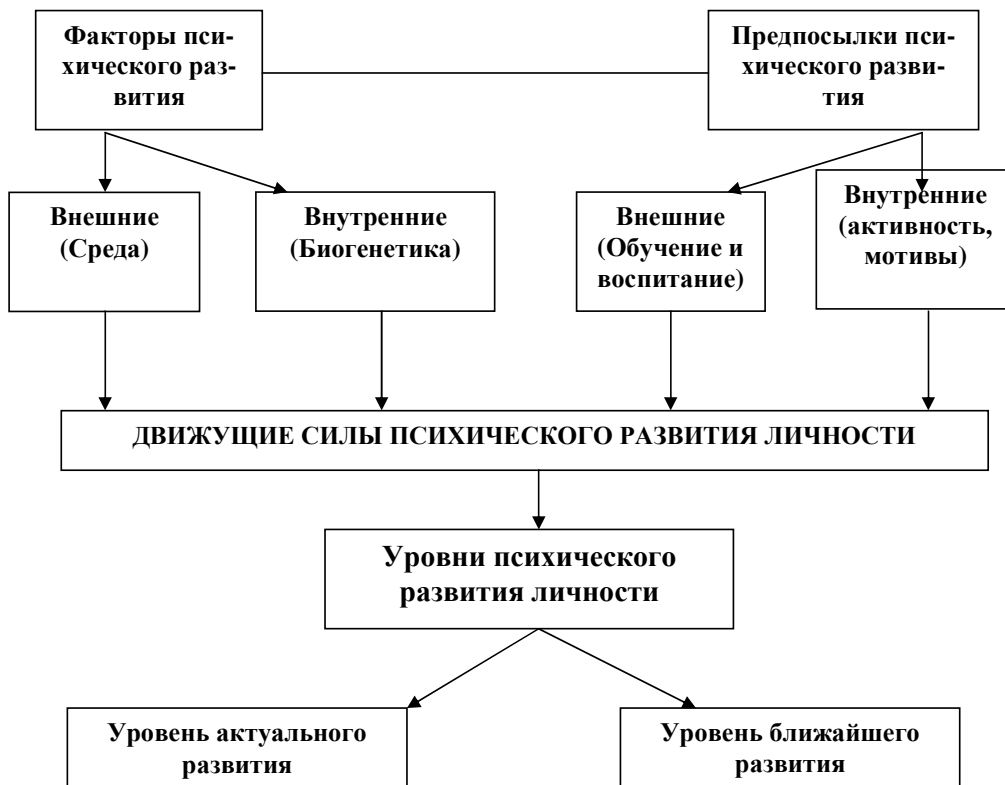 Факторы пси-
хического раз-
вития
Предпосылки пси-
хического разви-
тия
Внешние
(Среда)
Внутренние
(Биогенетика)
Внешние
(Обучение и
воспитание)
Внутренние
(активность,
мотивы)
ДВИЖУЩИЕ СИЛЫ ПСИХИЧЕСКОГО РАЗВИТИЯ ЛИЧНОСТИ
Уровни психического
развития личности
Уровень актуального
развития
Уровень ближайшего
развития